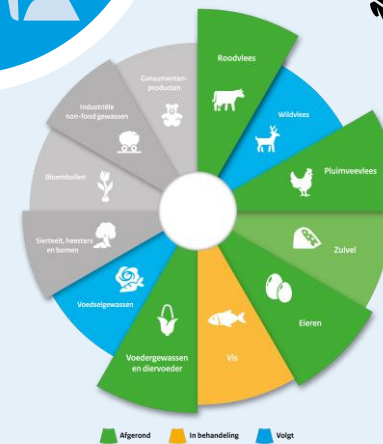 Roodvlees
Wildvlees
Pluimveevlees
Zuivel
Eieren
Vis
Voedergewassen
en diervoeder
Voedselgewassen
Sierteelt, heesters
en bomen
Bloembollen
Industriële
non-food gewassen
Consumenten-
producten
Afgerond
In behandeling
Volgt